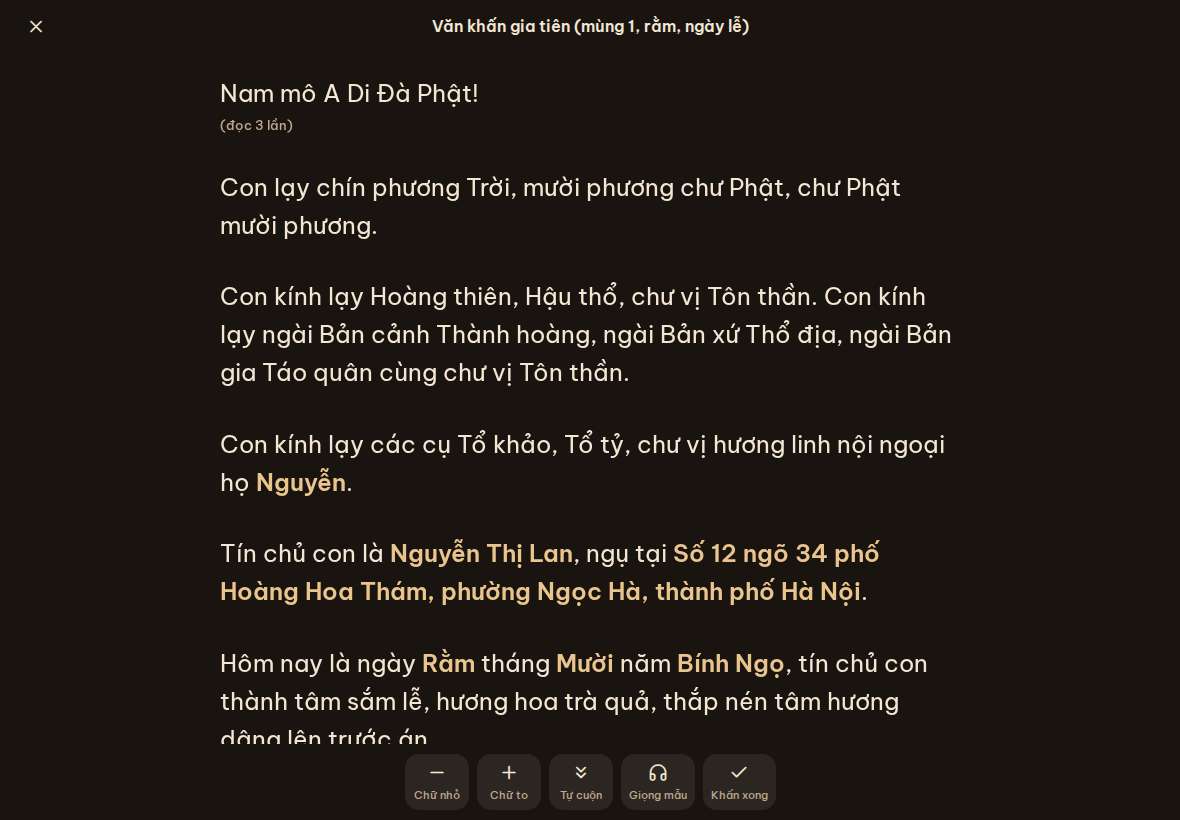 Văn khấn gia tiên (mùng 1, rằm, ngày lễ)
Nam mô A Di Đà Phật!
(đọc 3 lần)
Con lạy chín phương Trời, mười phương chư Phật, chư Phật
mười phương.
Con kính lạy Hoàng thiên, Hậu thổ, chư vị Tôn thần. Con kính
lạy ngài Bản cảnh Thành hoàng, ngài Bản xứ Thổ địa, ngài Bản
gia Táo quân cùng chư vị Tôn thần.
Con kính lạy các cụ Tổ khảo, Tổ tỷ, chư vị hương linh nội ngoại
họ Nguyễn.
Tín chủ con là Nguyễn Thị Lan, ngụ tại Số 12 ngõ 34 phố
Hoàng Hoa Thám, phường Ngọc Hà, thành phố Hà Nội.
Hôm nay là ngày Rằm tháng Mười năm Bính Ngọ, tín chủ con
thành tâm sắm lễ, hương hoa trà quả, thắp nén tâm hương
dâng lên trước án.
Chữ nhỏ
Chữ to
Tự cuộn
Giọng mẫu
Khấn xong